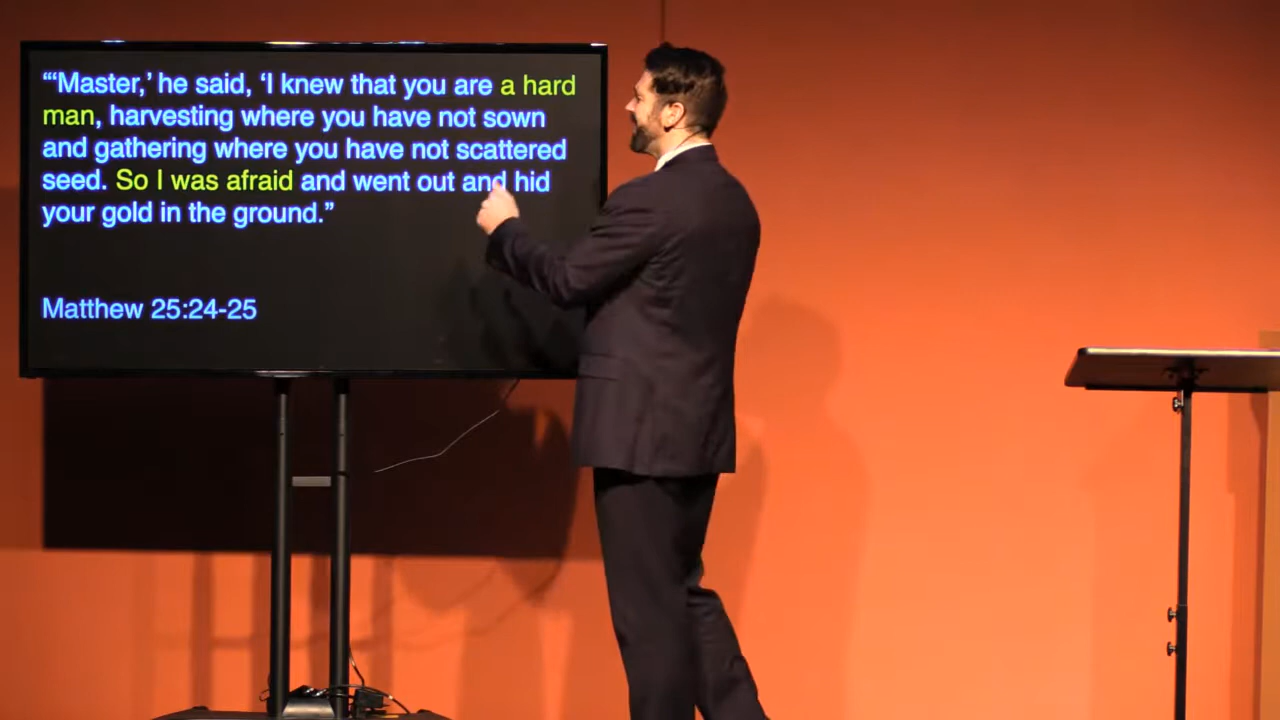 “‘Master,’ he said, ‘I knew that you are a hard
man, harvesting where you have not sown
and gathering where you have not scattered
seed. So I was afraid and went out and hid
your gold in the ground.”
Matthew 25:24-25